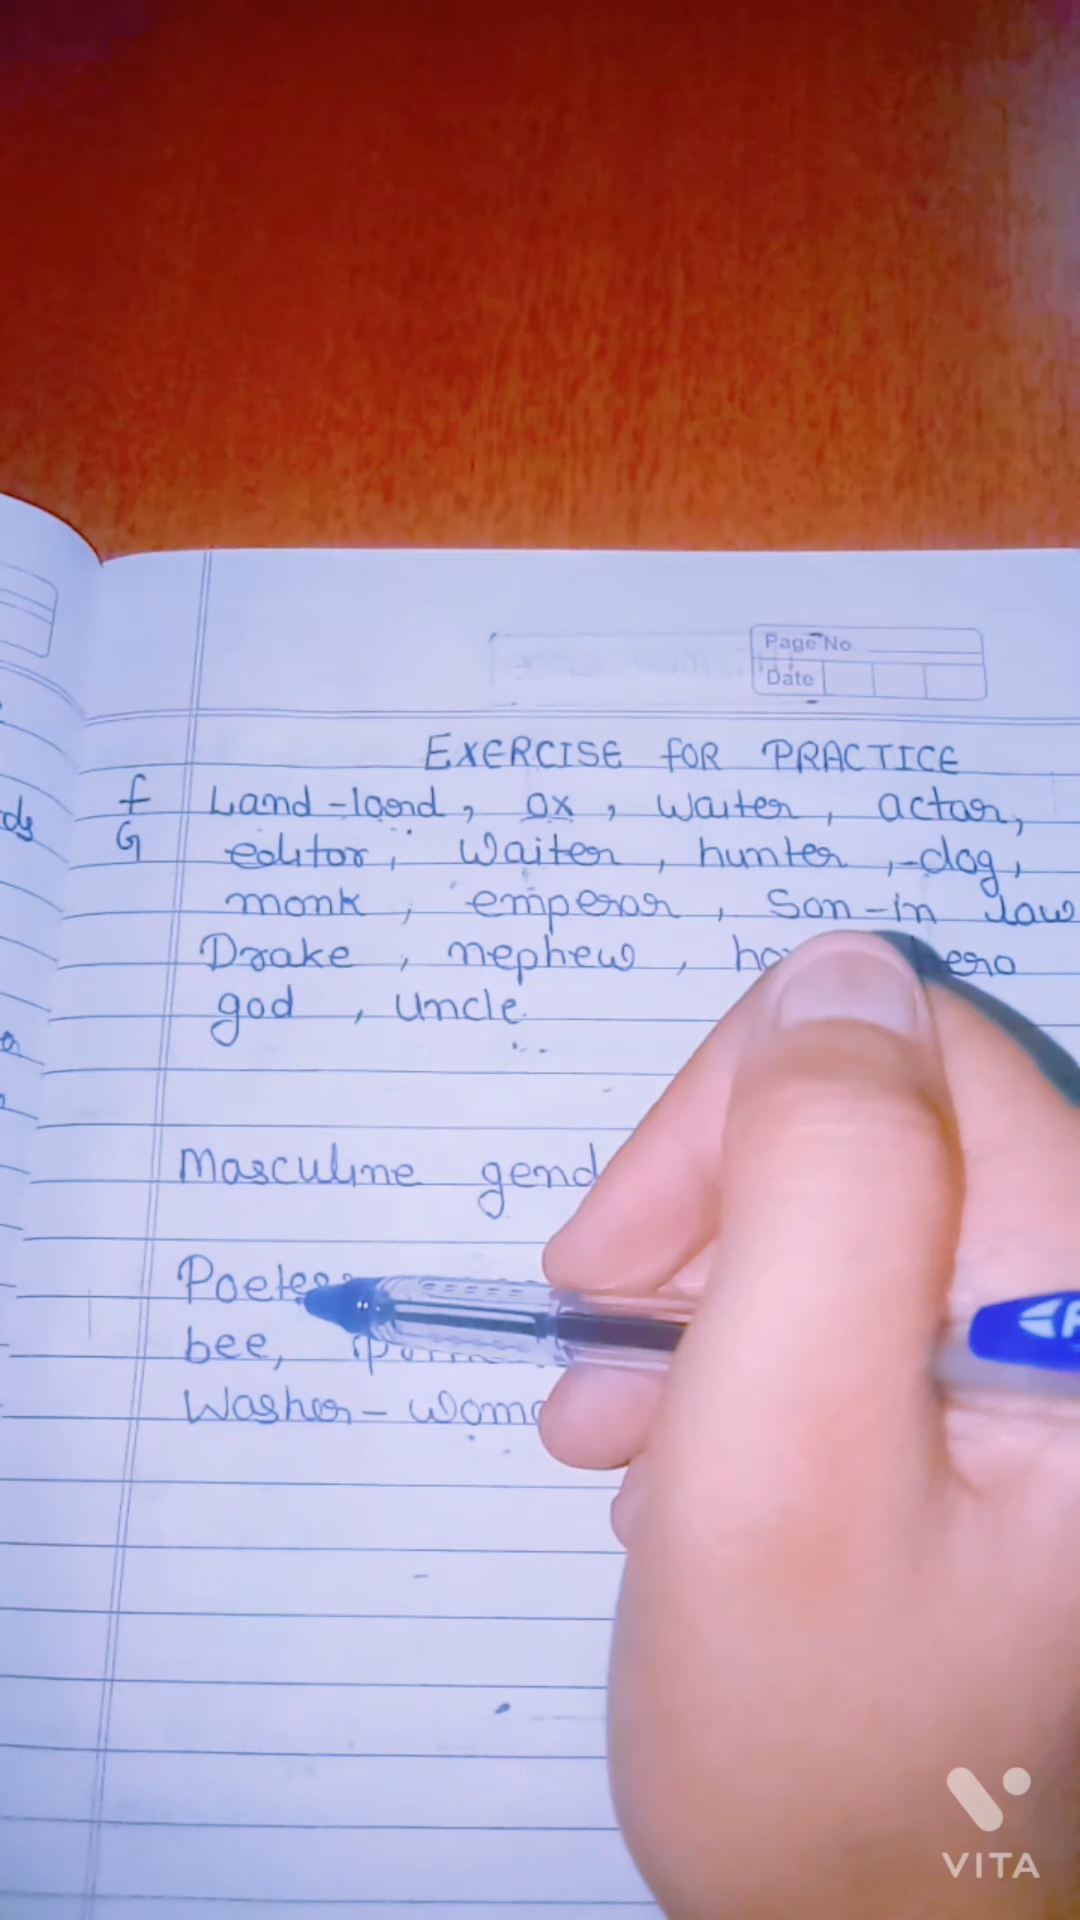 Page No.
Date
EXERCISE FOR PRACTICE
f Land-lord, ox, waiter, actor,
G editor, Waiter, hunter, dog,
monk, emperor, Son-in law
Drake, nephew, hero
god, uncle.
Masculine
bee,
Washer-
VITA